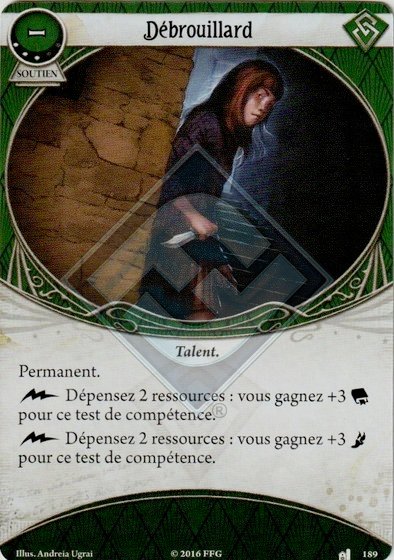 Débrouillard
SOUTIEN
Talent.
Permanent.
Dépensez 2 ressources : vous gagnez +3
pour ce test de compétence.
Dépensez 2 ressources : vous gagnez +3
pour ce test de compétence.
Illus. Andreia Ugrai
© 2016 FFG
189